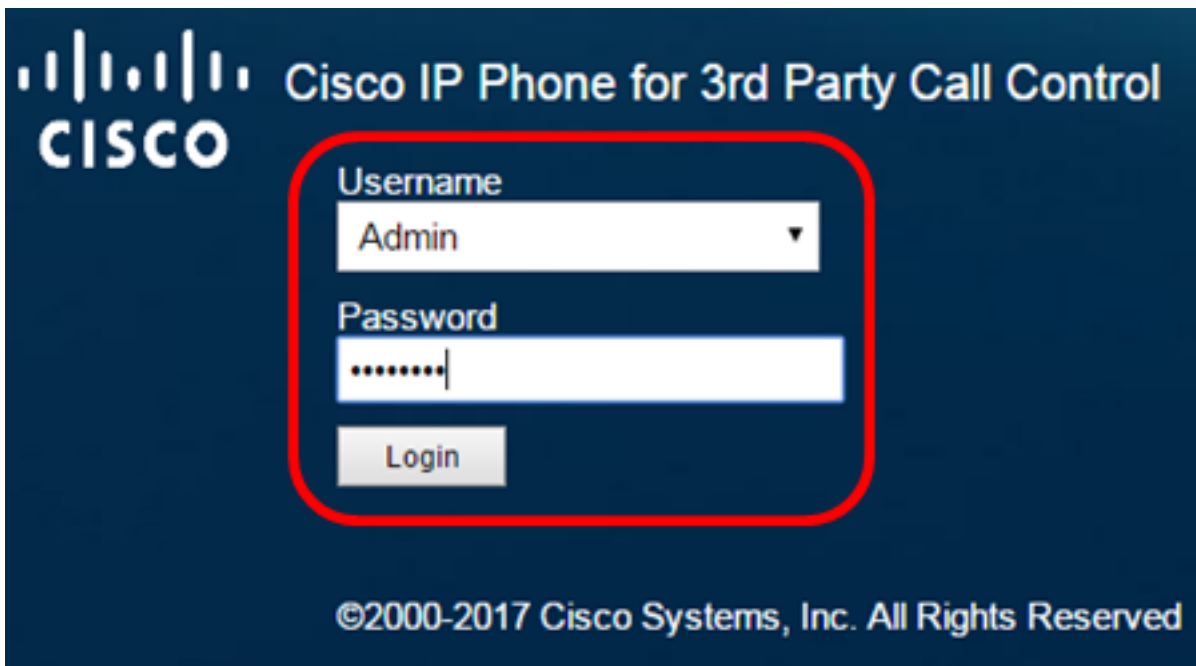 CISCO
Cisco IP Phone for 3rd Party Call Control
Username
Admin
Password
••••••••
Login
©2000-2017 Cisco Systems, Inc. All Rights Reserved